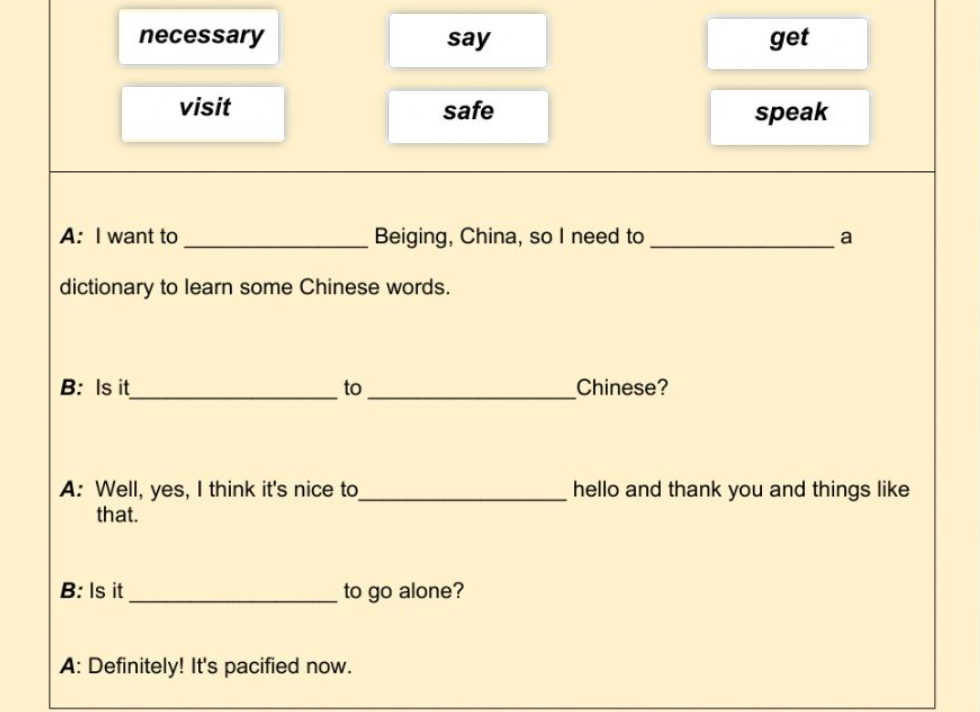 necessary say get
visit safe speak
A: I want to _______________ Beiging, China, so I need to _______________ a
dictionary to learn some Chinese words.
B: Is it_________________ to _________________Chinese?
A: Well, yes, I think it's nice to_________________ hello and thank you and things like
that.
B: Is it _________________ to go alone?
A: Definitely! It's pacified now.